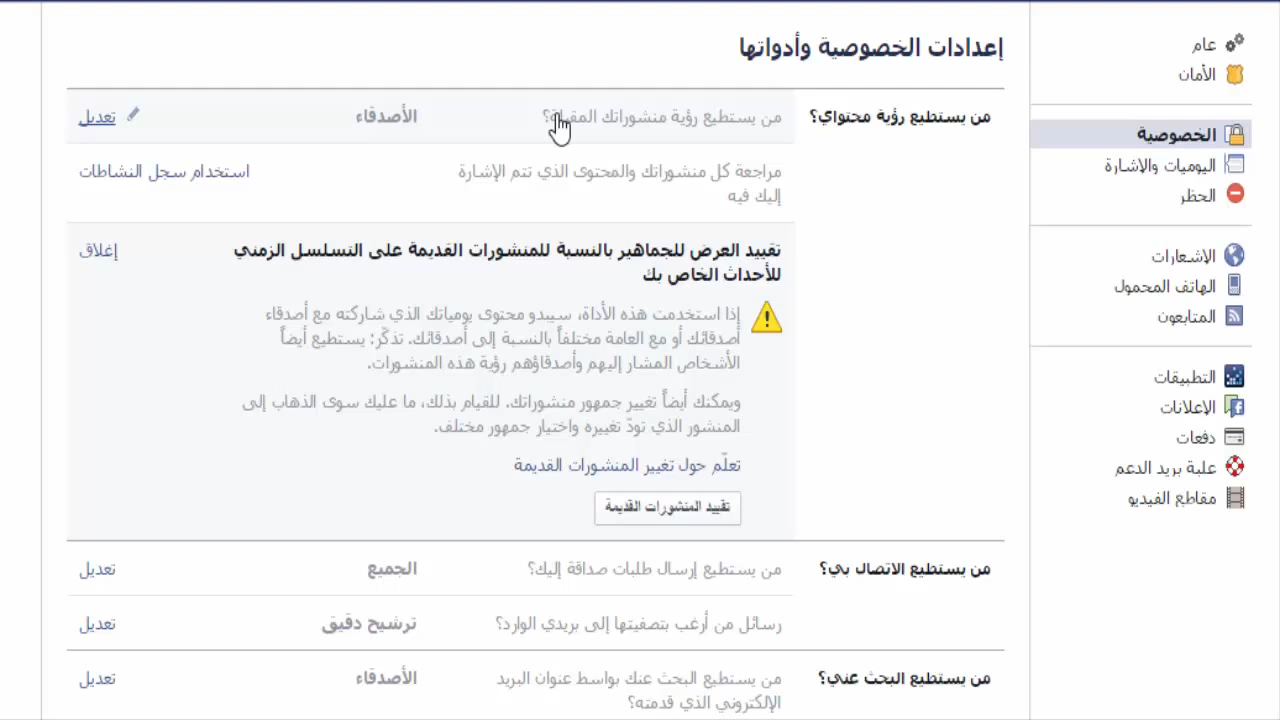 عام
الأمان
الخصوصية
اليوميات والإشارة
الحظر
الإشعارات
الهاتف المحمول
المتابعون
التطبيقات
الإعلانات
دفعات
علبة بريد الدعم
مقاطع الفيديو
إعدادات الخصوصية وأدواتها
من يستطيع رؤية محتواي؟
من يستطيع رؤية منشوراتك المقبلة؟
الأصدقاء
تعديل
مراجعة كل منشوراتك والمحتوى الذي تتم الإشارة
إليك فيه
استخدام سجل النشاطات
تقييد العرض للجماهير بالنسبة للمنشورات القديمة على التسلسل الزمني
للأحداث الخاص بك
إغلاق
إذا استخدمت هذه الأداة، سيبدو محتوى يومياتك الذي شاركته مع أصدقاء
أصدقائك أو مع العامة مختلفاً بالنسبة إلى أصدقائك. تذكّر: يستطيع أيضاً
الأشخاص المشار إليهم وأصدقاؤهم رؤية هذه المنشورات.
ويمكنك أيضاً تغيير جمهور منشوراتك. للقيام بذلك، ما عليك سوى الذهاب إلى
المنشور الذي تودّ تغييره واختيار جمهور مختلف.
تعلّم حول تغيير المنشورات القديمة
تقييد المنشورات القديمة
من يستطيع الاتصال بي؟
من يستطيع إرسال طلبات صداقة إليك؟
الجميع
تعديل
رسائل من أرغب بتصفيتها إلى بريدي الوارد؟
ترشيح دقيق
تعديل
من يستطيع البحث عني؟
من يستطيع البحث عنك بواسط عنوان البريد
الإلكتروني الذي قدمته؟
الأصدقاء
تعديل